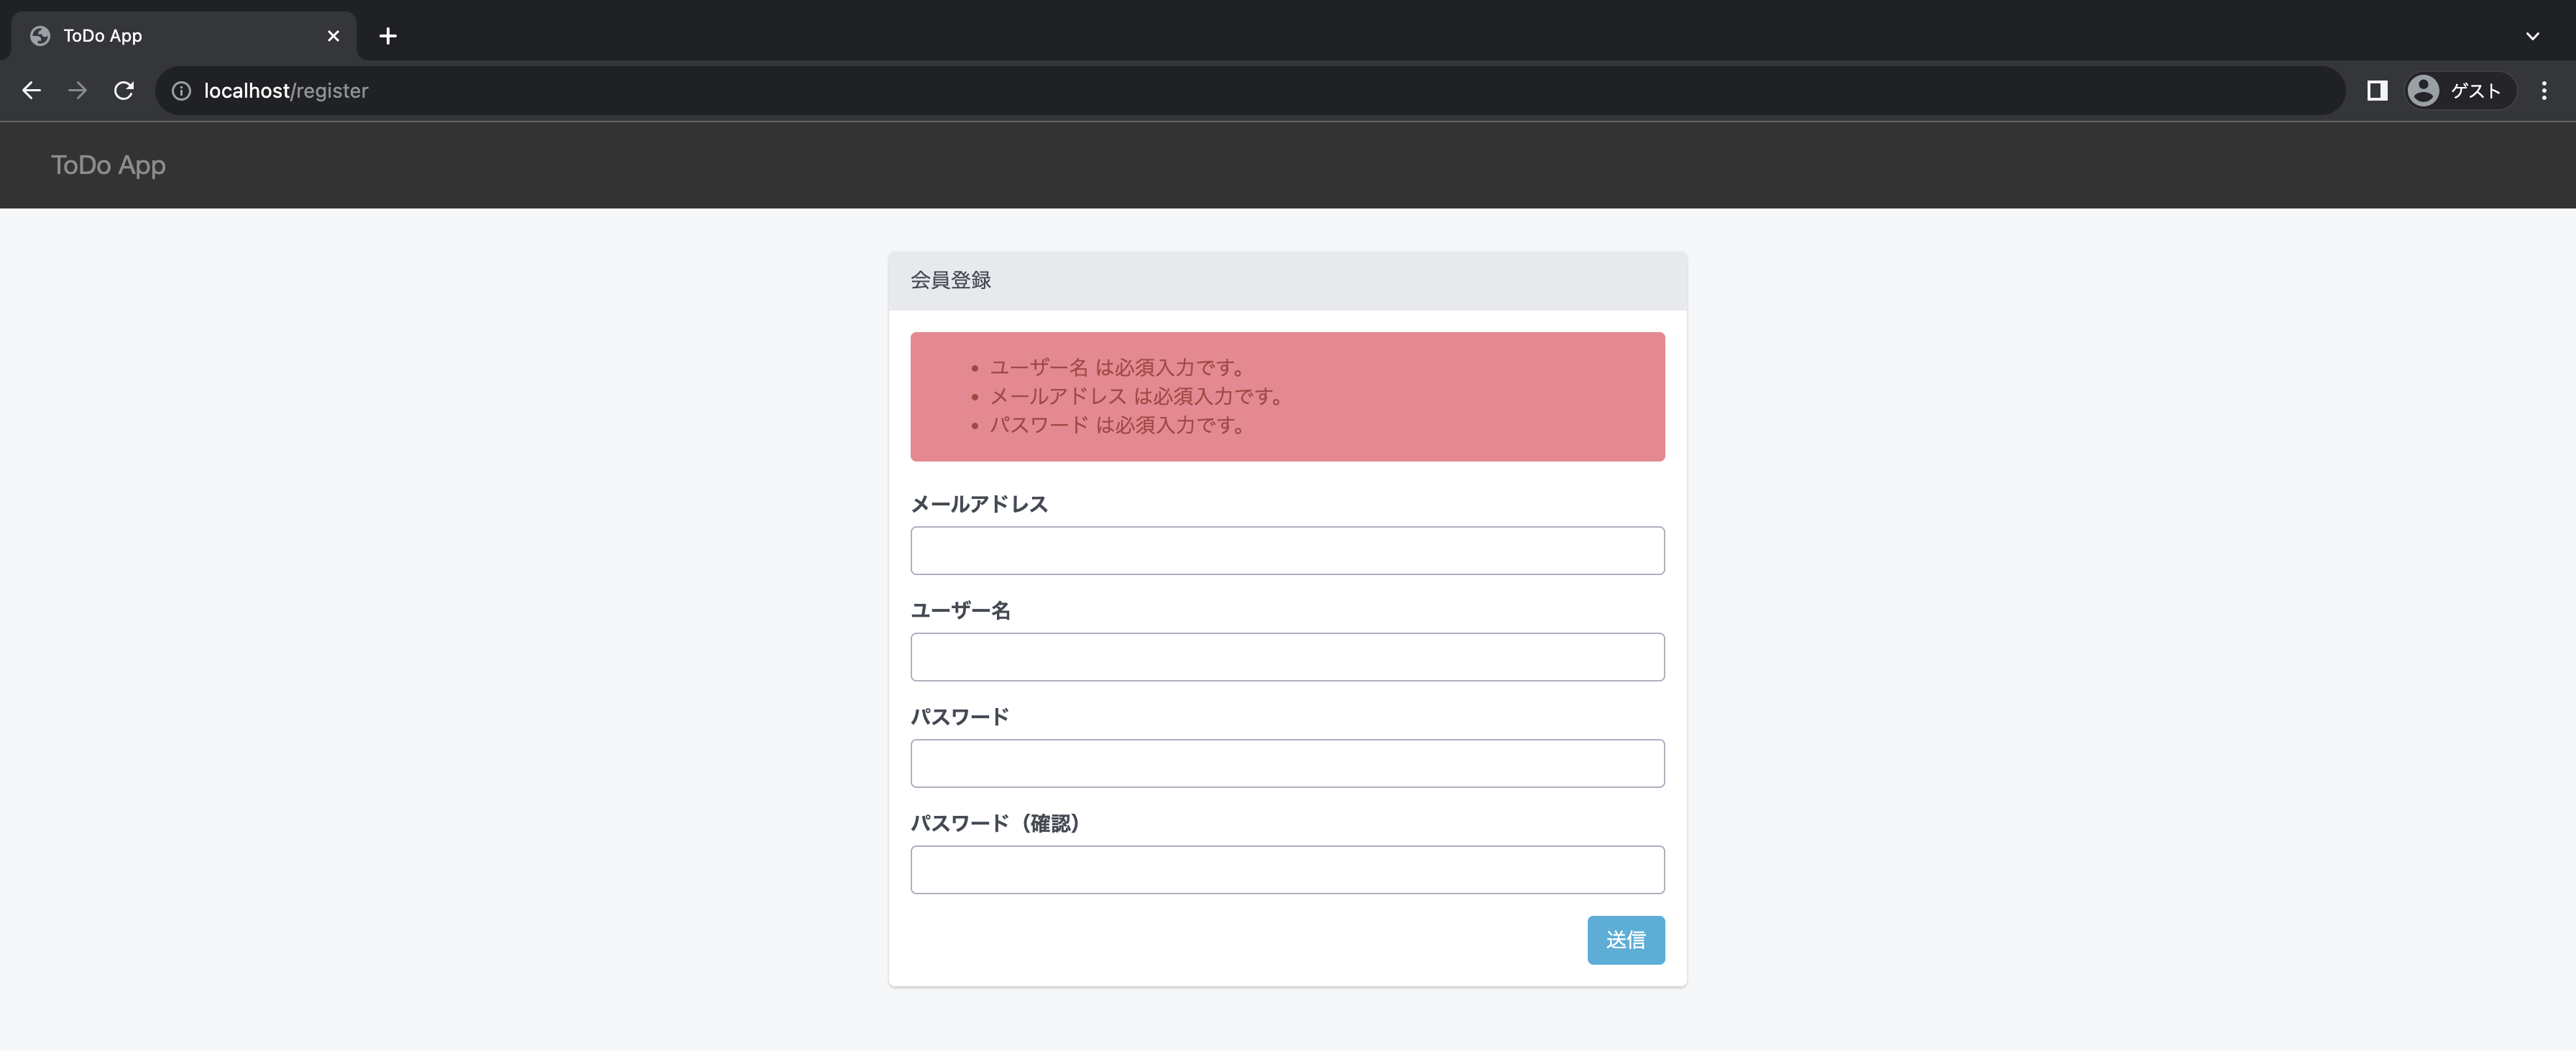 ToDo App
localhost/register
ゲスト
ToDo App
会員登録
ユーザー名 は必須入力です。
メールアドレス は必須入力です。
パスワード は必須入力です。
メールアドレス
ユーザー名
パスワード
パスワード（確認）
送信